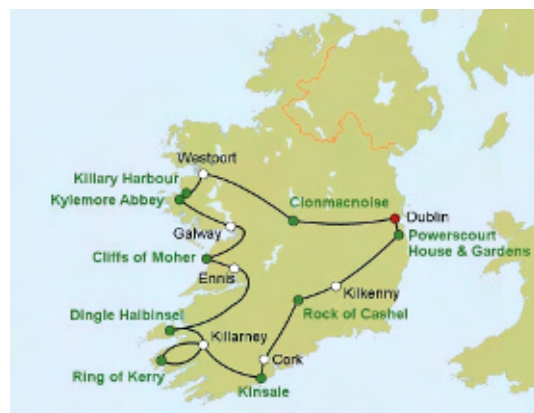 Westport
Killary Harbour
Kylemore Abbey
Clonmacnoise
Dublin
Galway
Powerscourt
House & Gardens
Cliffs of Moher
Ennis
Kilkenny
Rock of Cashel
Dingle Halbinsel
Killarney
Cork
Ring of Kerry
Kinsale